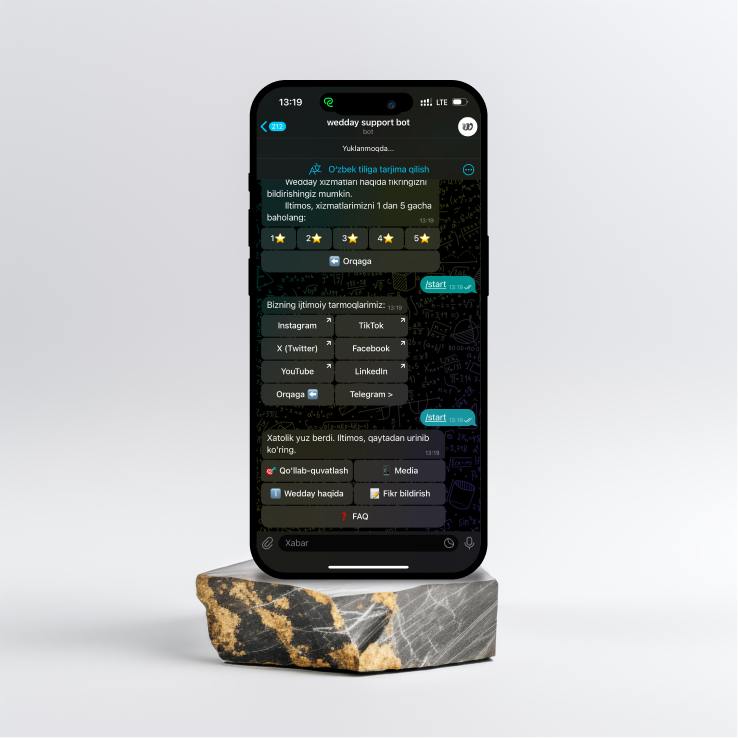 13:19
LTE
212
wedday support bot
bot
Yuklanmoqda...
O'zbek tiliga tarjima qilish
Wedday xizmatlari haqida fikringizni
bildirishingiz mumkin.
Iltimos, xizmatlarimizni 1 dan 5 gacha
baholang:
13:19
1⭐ 2⭐ 3⭐ 4⭐ 5⭐
⬅️ Orqaga
/start 13:19
Bizning ijtimoiy tarmoqlarimiz: 13:19
Instagram TikTok
X (Twitter) Facebook
YouTube LinkedIn
Orqaga ⬅️ Telegram >
/start 13:19
Xatolik yuz berdi. Iltimos, qaytadan urinib
ko'ring.
13:19
🎯 Qo'llab-quvatlash 📱 Media
ℹ️ Wedday haqida 📝 Fikr bildirish
❓ FAQ
Xabar